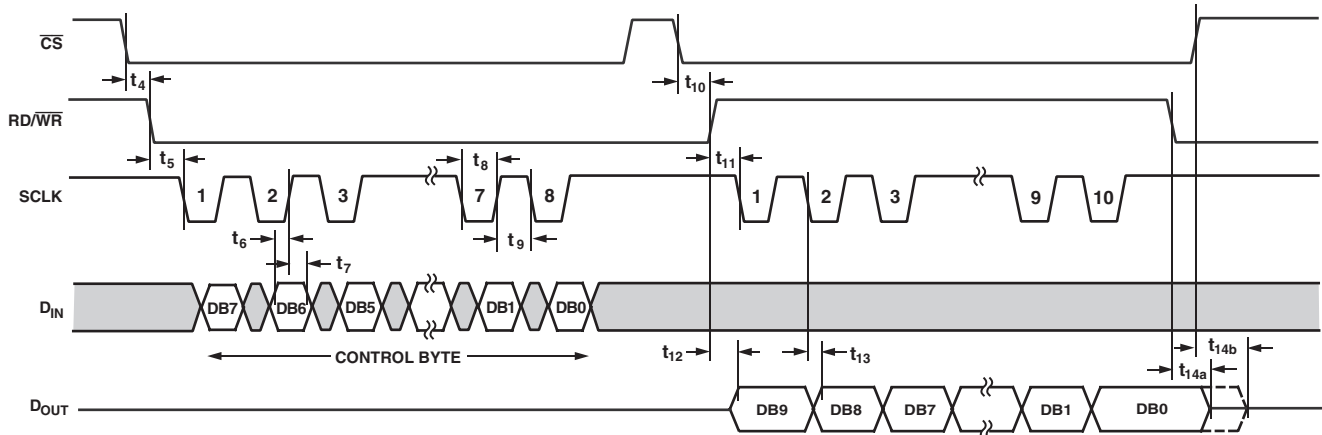 CS
t4
t10
RD/WR
t5
t8
t11
SCLK
1 2 3 7 8 1 2 3 9 10
t6
t9
t7
DIN
DB7 DB6 DB5 DB1 DB0
CONTROL BYTE
t12
t13
t14b
t14a
DOUT
DB9 DB8 DB7 DB1 DB0